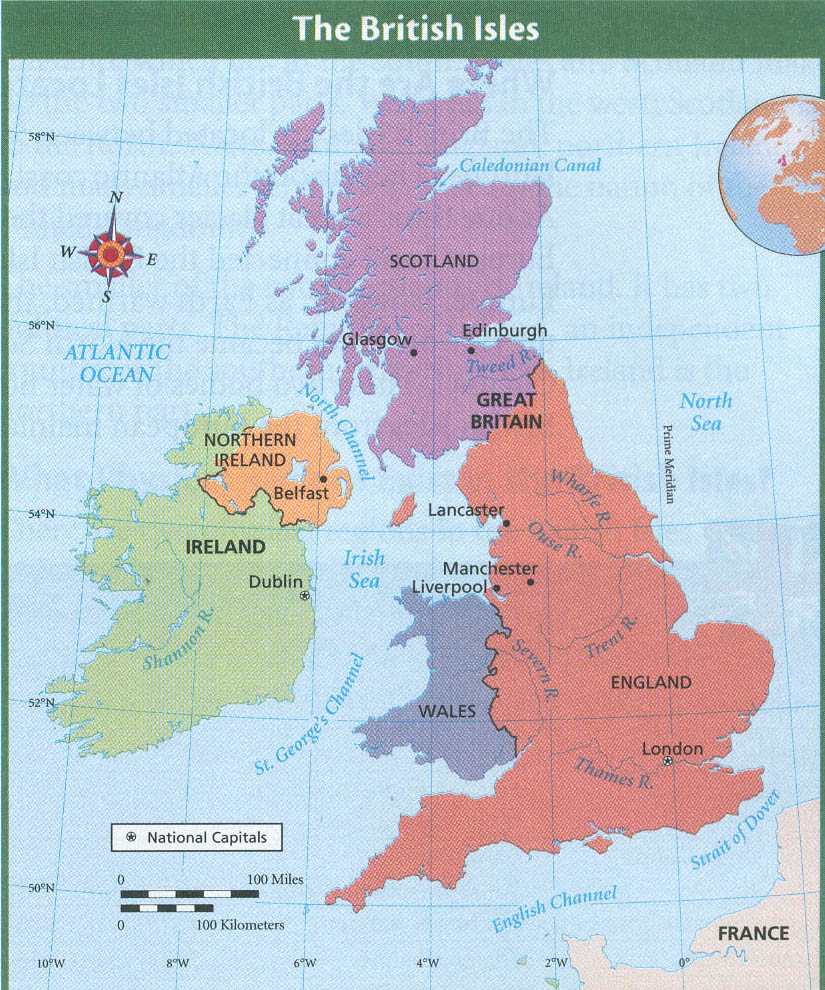 The British Isles
58°N
Caledonian Canal
N
W
E
S
SCOTLAND
56°N
Glasgow
Edinburgh
ATLANTIC
OCEAN
Tweed R.
North Channel
GREAT
BRITAIN
North
Sea
Prime Meridian
NORTHERN
IRELAND
Belfast
Wharfe R.
Lancaster
54°N
Ouse R.
IRELAND
Irish
Sea
Manchester
Dublin
Liverpool
Shannon R.
Trent R.
Severn R.
ENGLAND
52°N
WALES
St. George's Channel
London
Thames R.
Strait of Dover
National Capitals
0
100 Miles
0
100 Kilometers
50°N
English Channel
FRANCE
10°W
8°W
6°W
4°W
2°W
0°